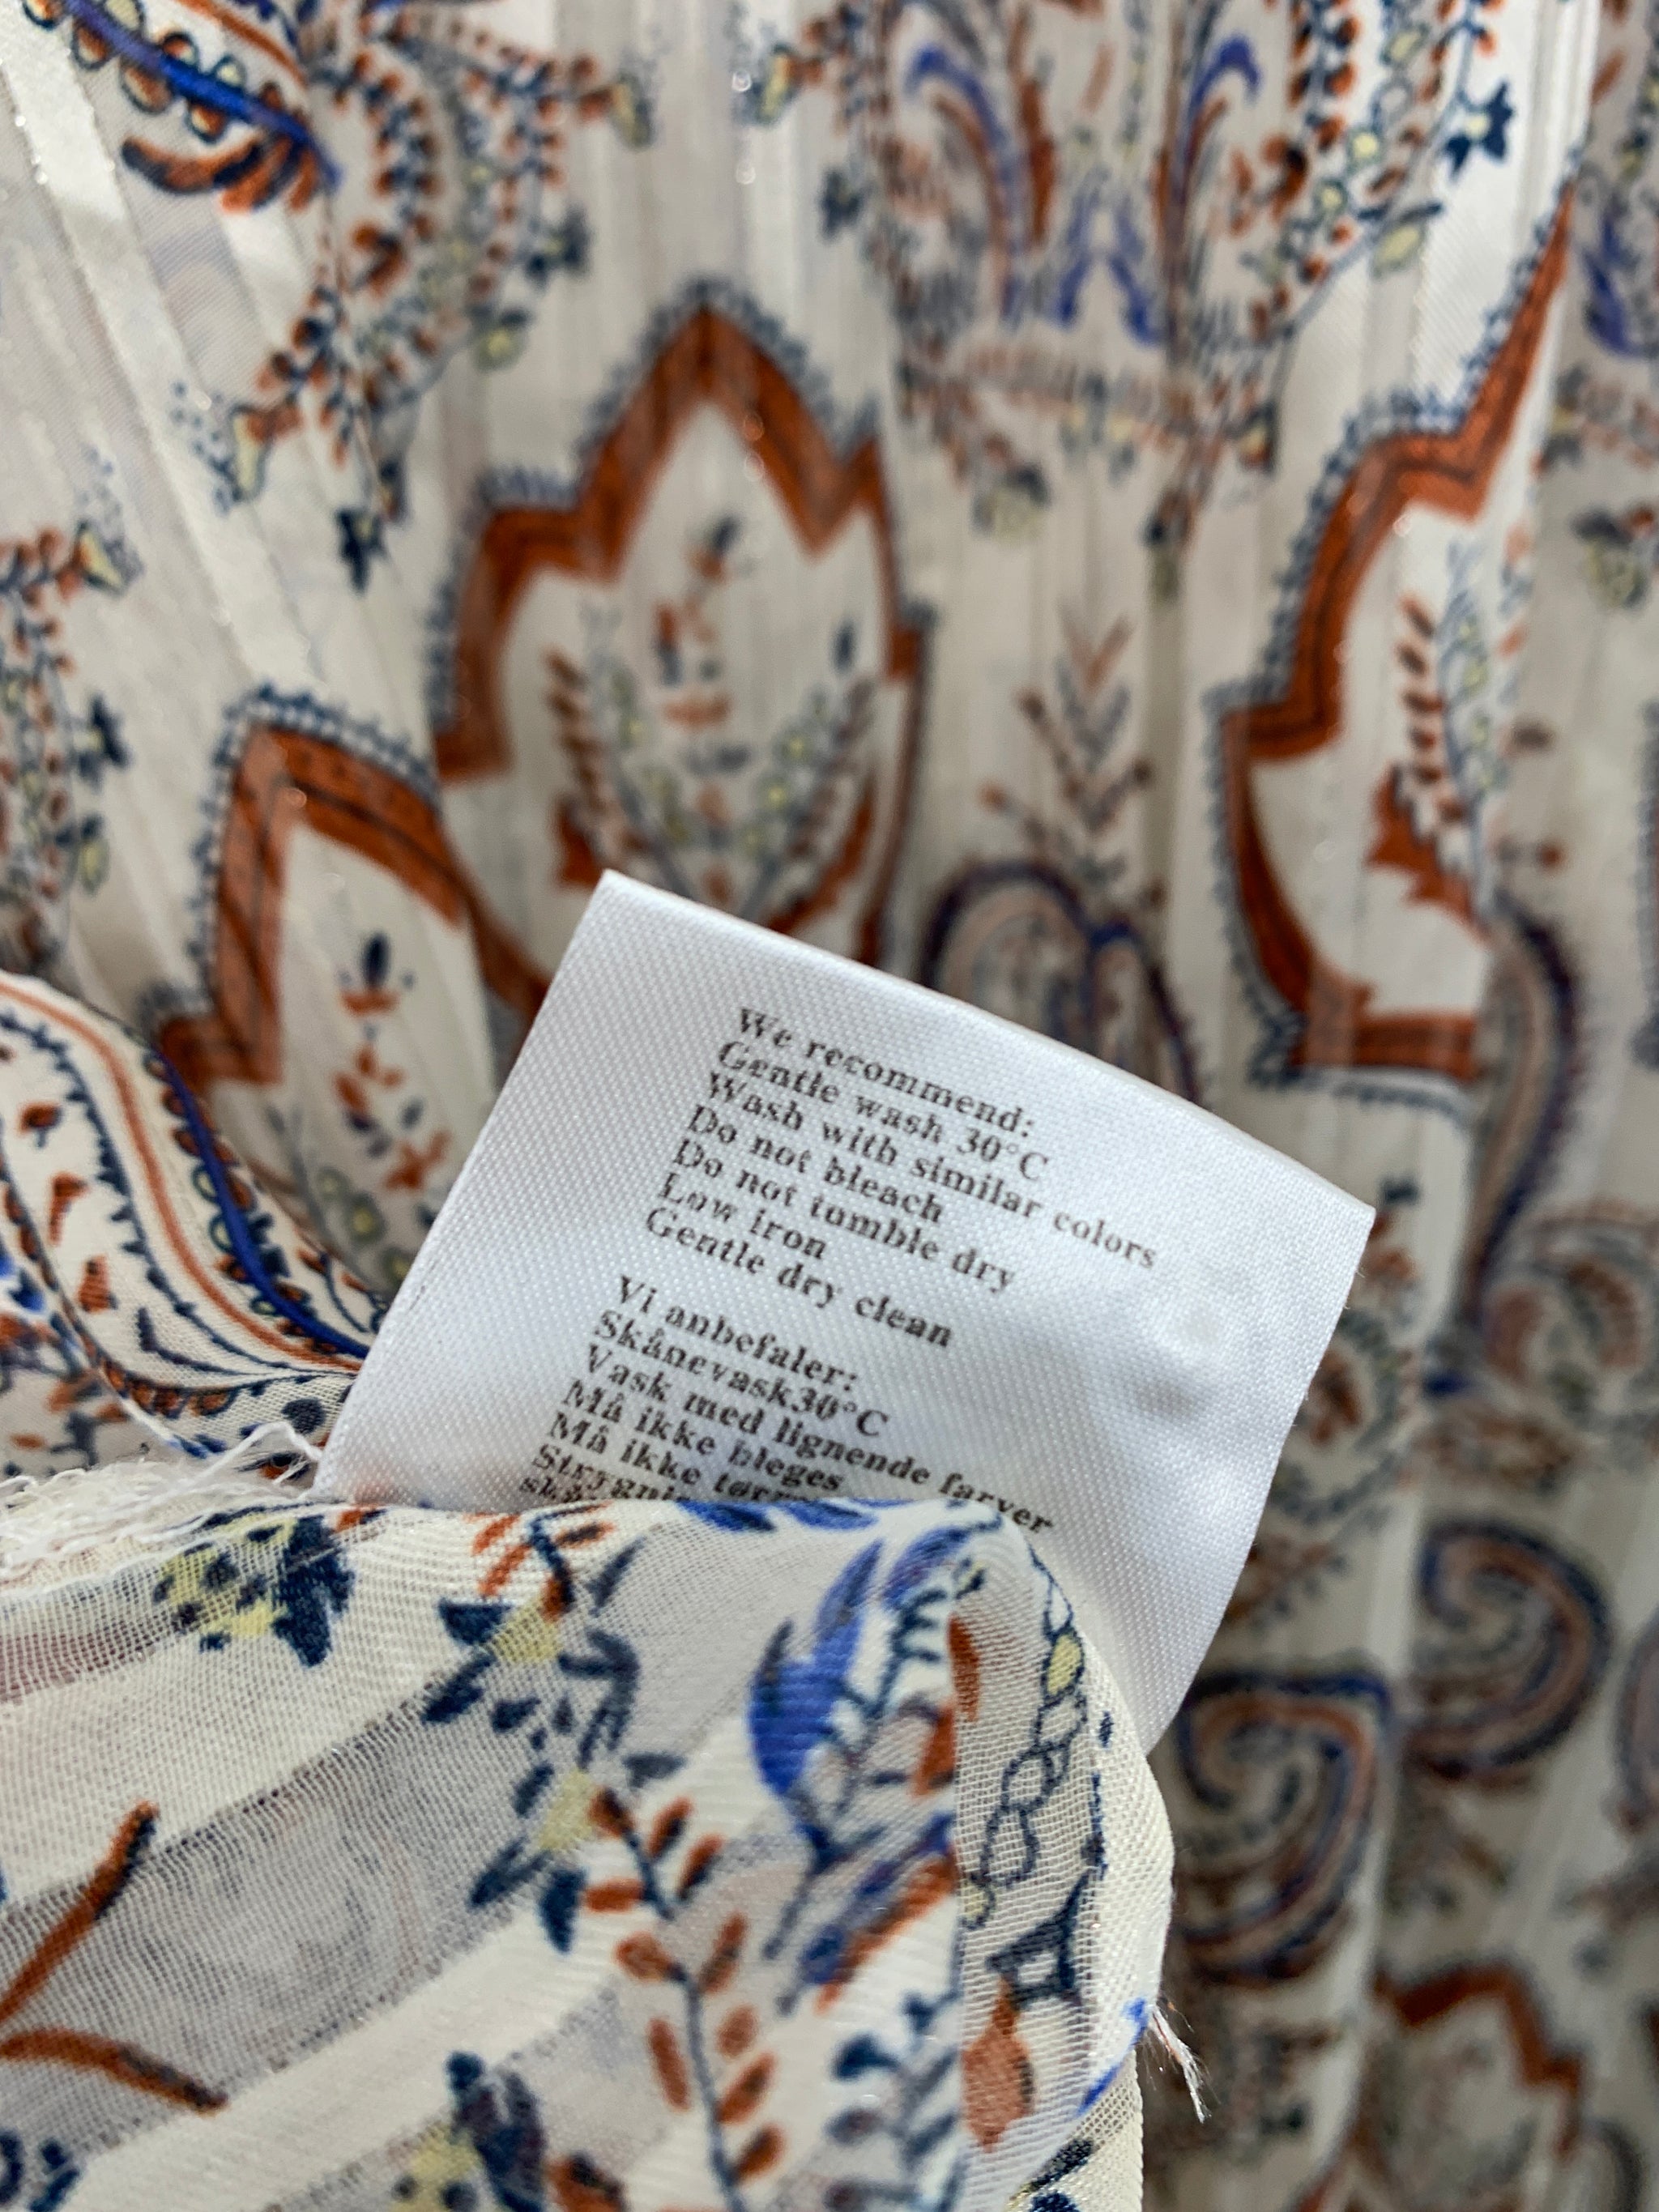 We recommend:
Gentle wash 30°C
Wash with similar colors
Do not bleach
Do not tumble dry
Low iron
Gentle dry clean
Vi anbefaler:
Skånevask30°C
Vask med lignende farver
Må ikke bleges
Må ikke